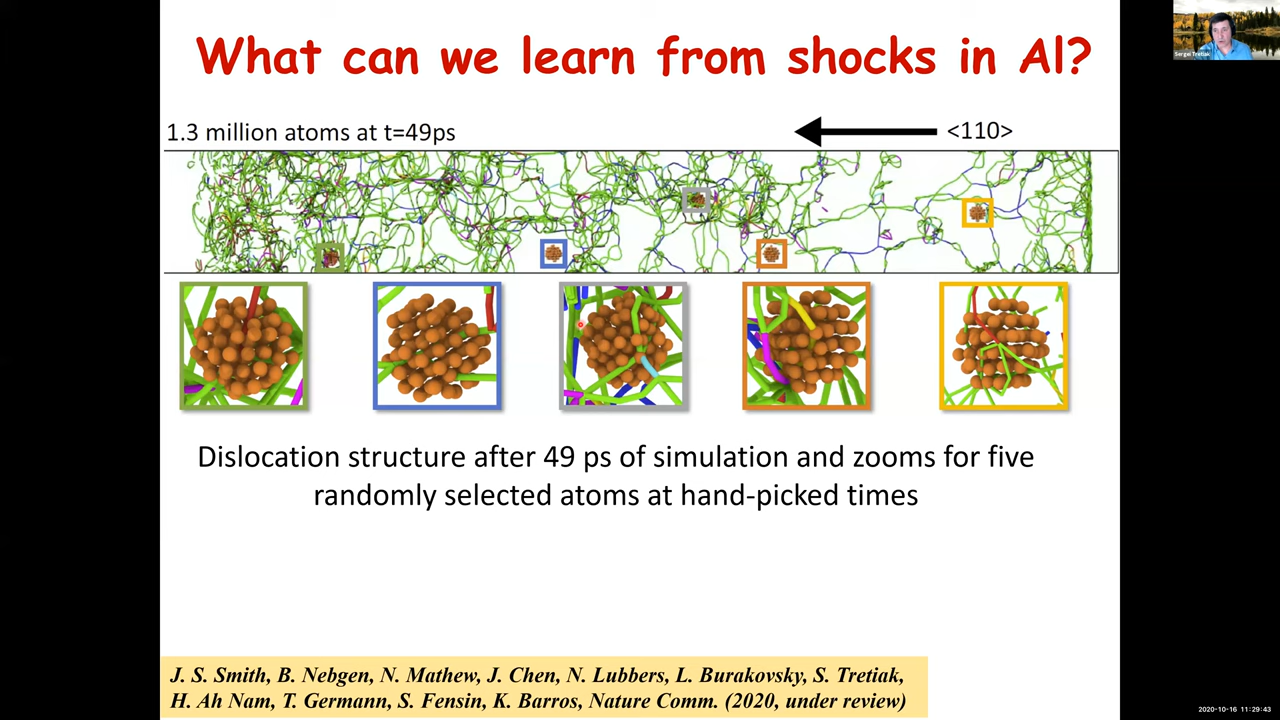 What can we learn from shocks in Al?
Sergei Tretiak
1.3 million atoms at t=49ps
<110>
Dislocation structure after 49 ps of simulation and zooms for five
randomly selected atoms at hand-picked times
J. S. Smith, B. Nebgen, N. Mathew, J. Chen, N. Lubbers, L. Burakovsky, S. Tretiak,
H. Ah Nam, T. Germann, S. Fensin, K. Barros, Nature Comm. (2020, under review)
2020-10-16 11:29:43